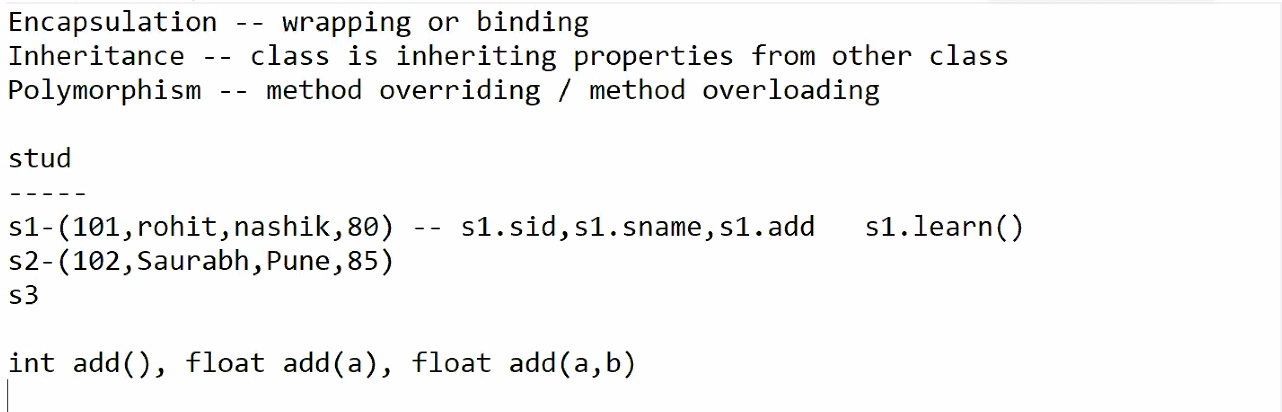 Encapsulation -- wrapping or binding
Inheritance -- class is inheriting properties from other class
Polymorphism -- method overriding / method overloading
stud
-----
s1-(101,rohit,nashik,80) -- s1.sid,s1.sname,s1.add   s1.learn()
s2-(102,Saurabh,Pune,85)
s3
int add(), float add(a), float add(a,b)